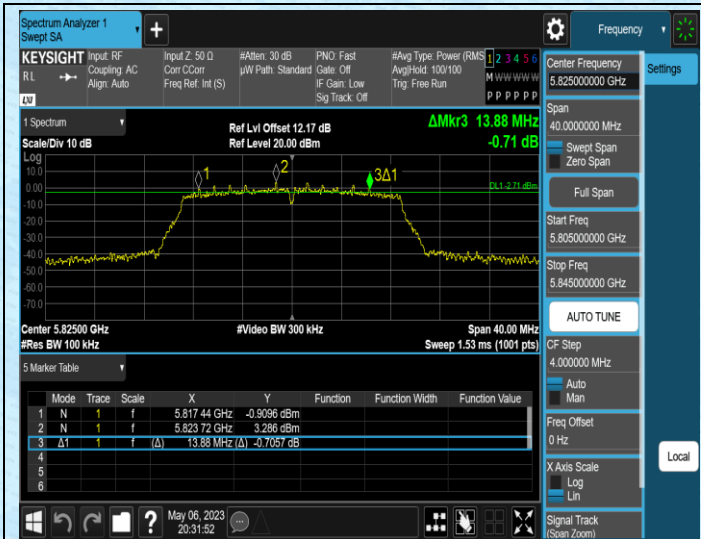 Spectrum Analyzer 1
Swept SA
Frequency
KEYSIGHT
R L
LXI
Input: RF
Coupling: AC
Align: Auto
Input Z: 50 Ω
Corr CCorr
Freq Ref: Int (S)
#Atten: 30 dB
µW Path: Standard
PNO: Fast
Gate: Off
IF Gain: Low
Sig Track: Off
#Avg Type: Power (RMS
Avg|Hold: 100/100
Trig: Free Run
1 2 3 4 5 6
M W W W W W
P P P P P P
1 Spectrum
Scale/Div 10 dB
Ref Lvl Offset 12.17 dB
Ref Level 20.00 dBm
ΔMkr3 13.88 MHz
-0.71 dB
Log
10.0
0.00
-10.0
-20.0
-30.0
-40.0
-50.0
-60.0
-70.0
1
2
3Δ1
DL1 -2.71 dBm
Center 5.82500 GHz
#Res BW 100 kHz
#Video BW 300 kHz
Span 40.00 MHz
Sweep 1.53 ms (1001 pts)
5 Marker Table
Mode Trace Scale X Y Function Function Width Function Value
1 N 1 f 5.817 44 GHz -0.9096 dBm
2 N 1 f 5.823 72 GHz 3.286 dBm
3 Δ1 1 f (Δ) 13.88 MHz (Δ) -0.7057 dB
4
5
6
May 06, 2023
20:31:52
Center Frequency
5.825000000 GHz
Span
40.0000000 MHz
Swept Span
Zero Span
Full Span
Start Freq
5.805000000 GHz
Stop Freq
5.845000000 GHz
AUTO TUNE
CF Step
4.000000 MHz
Auto
Man
Freq Offset
0 Hz
X Axis Scale
Log
Lin
Signal Track
(Span Zoom)
Settings
Local